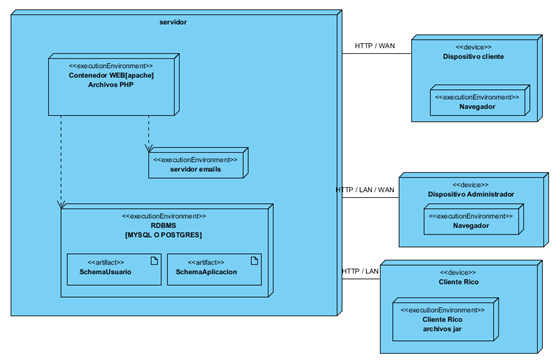 servidor
<<executionEnvironment>>
Contenedor WEB[apache]
Archivos PHP
<<executionEnvironment>>
servidor emails
<<executionEnvironment>>
RDBMS
[MYSQL O POSTGRES]
<<artifact>>
SchemaUsuario
<<artifact>>
SchemaAplicacion
HTTP / WAN
<<device>>
Dispositivo cliente
<<executionEnvironment>>
Navegador
HTTP / LAN / WAN
<<device>>
Dispositivo Administrador
<<executionEnvironment>>
Navegador
HTTP / LAN
<<device>>
Cliente Rico
<<executionEnvironment>>
Cliente Rico
archivos jar